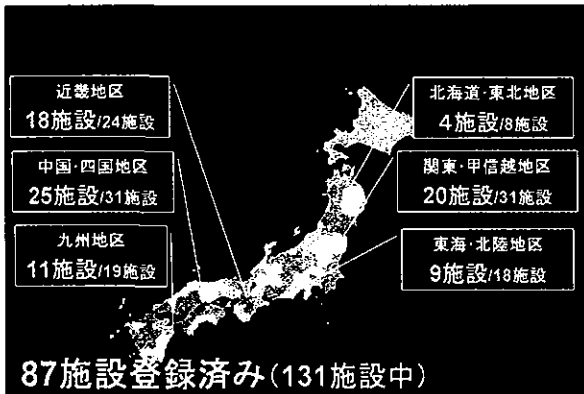 近畿地区
18施設/24施設
中国・四国地区
25施設/31施設
九州地区
11施設/19施設
北海道・東北地区
4施設/8施設
関東・甲信越地区
20施設/31施設
東海・北陸地区
9施設/18施設
87施設登録済み(131施設中)